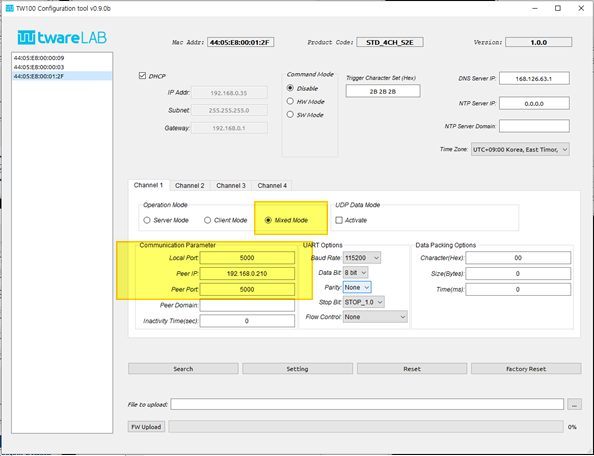 TW100 Configuration tool v0.9.0b
twareLAB
Mac Addr: 44:05:E8:00:01:2F Product Code: STD_4CH_S2E Version: 1.0.0
44:05:E8:00:00:09
44:05:E8:00:00:03
44:05:E8:00:01:2F
DHCP
IP Addr: 192.168.0.35
Subnet: 255.255.255.0
Gateway: 192.168.0.1
Command Mode
Disable
HW Mode
SW Mode
Trigger Character Set (Hex)
2B 2B 2B
DNS Server IP: 168.126.63.1
NTP Server IP: 0.0.0.0
NTP Server Domain:
Time Zone: UTC+09:00 Korea, East Timor,
Channel 1 Channel 2 Channel 3 Channel 4
Operation Mode
Server Mode Client Mode Mixed Mode
UDP Data Mode
Activate
Communication Parameter
Local Port: 5000
Peer IP: 192.168.0.210
Peer Port: 5000
Peer Domain:
Inactivity Time(sec): 0
UART Options
Baud Rate: 115200
Data Bit: 8 bit
Parity: None
Stop Bit: STOP_1.0
Flow Control: None
Data Packing Options
Character(Hex): 00
Size(Bytes): 0
Time(ms): 0
Search Setting Reset Factory Reset
File to upload: ...
FW Upload 0%